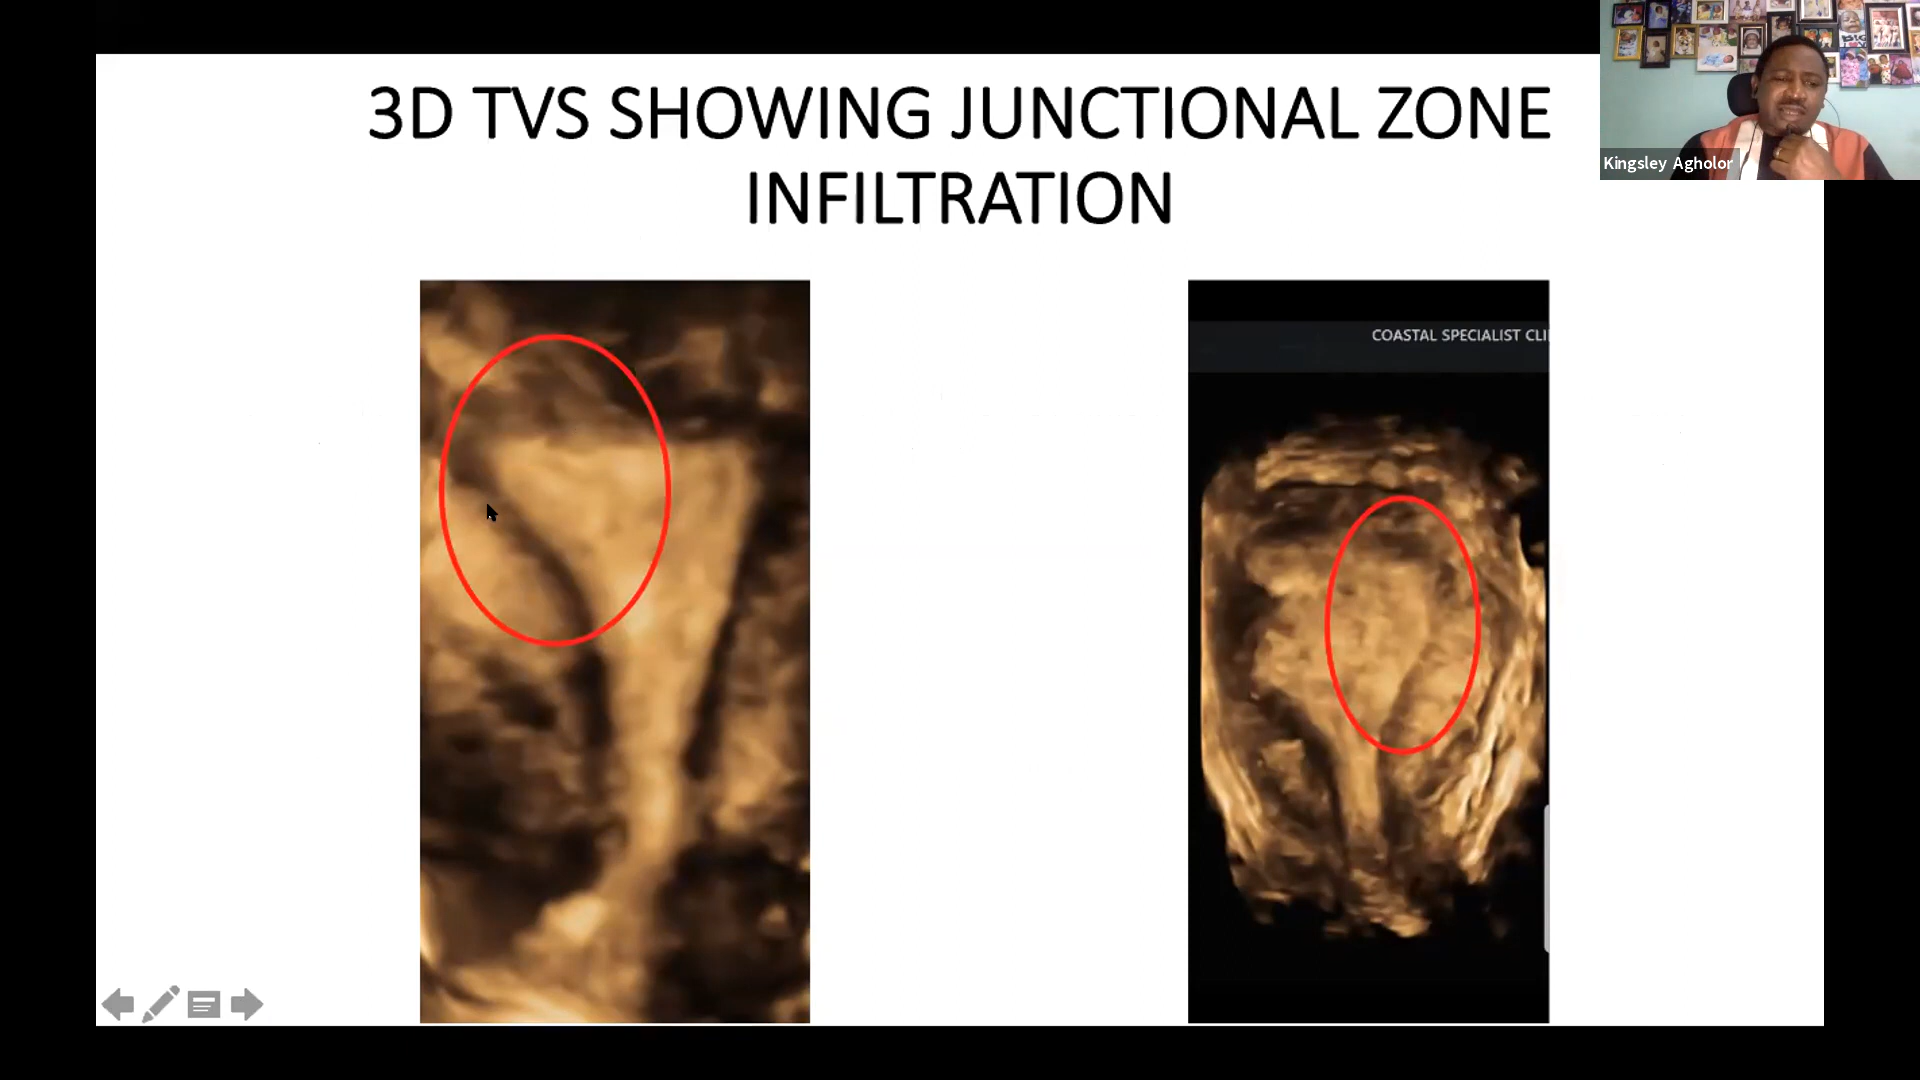 3D TVS SHOWING JUNCTIONAL ZONE
INFILTRATION
Kingsley Agholor
COASTAL SPECIALIST CLI